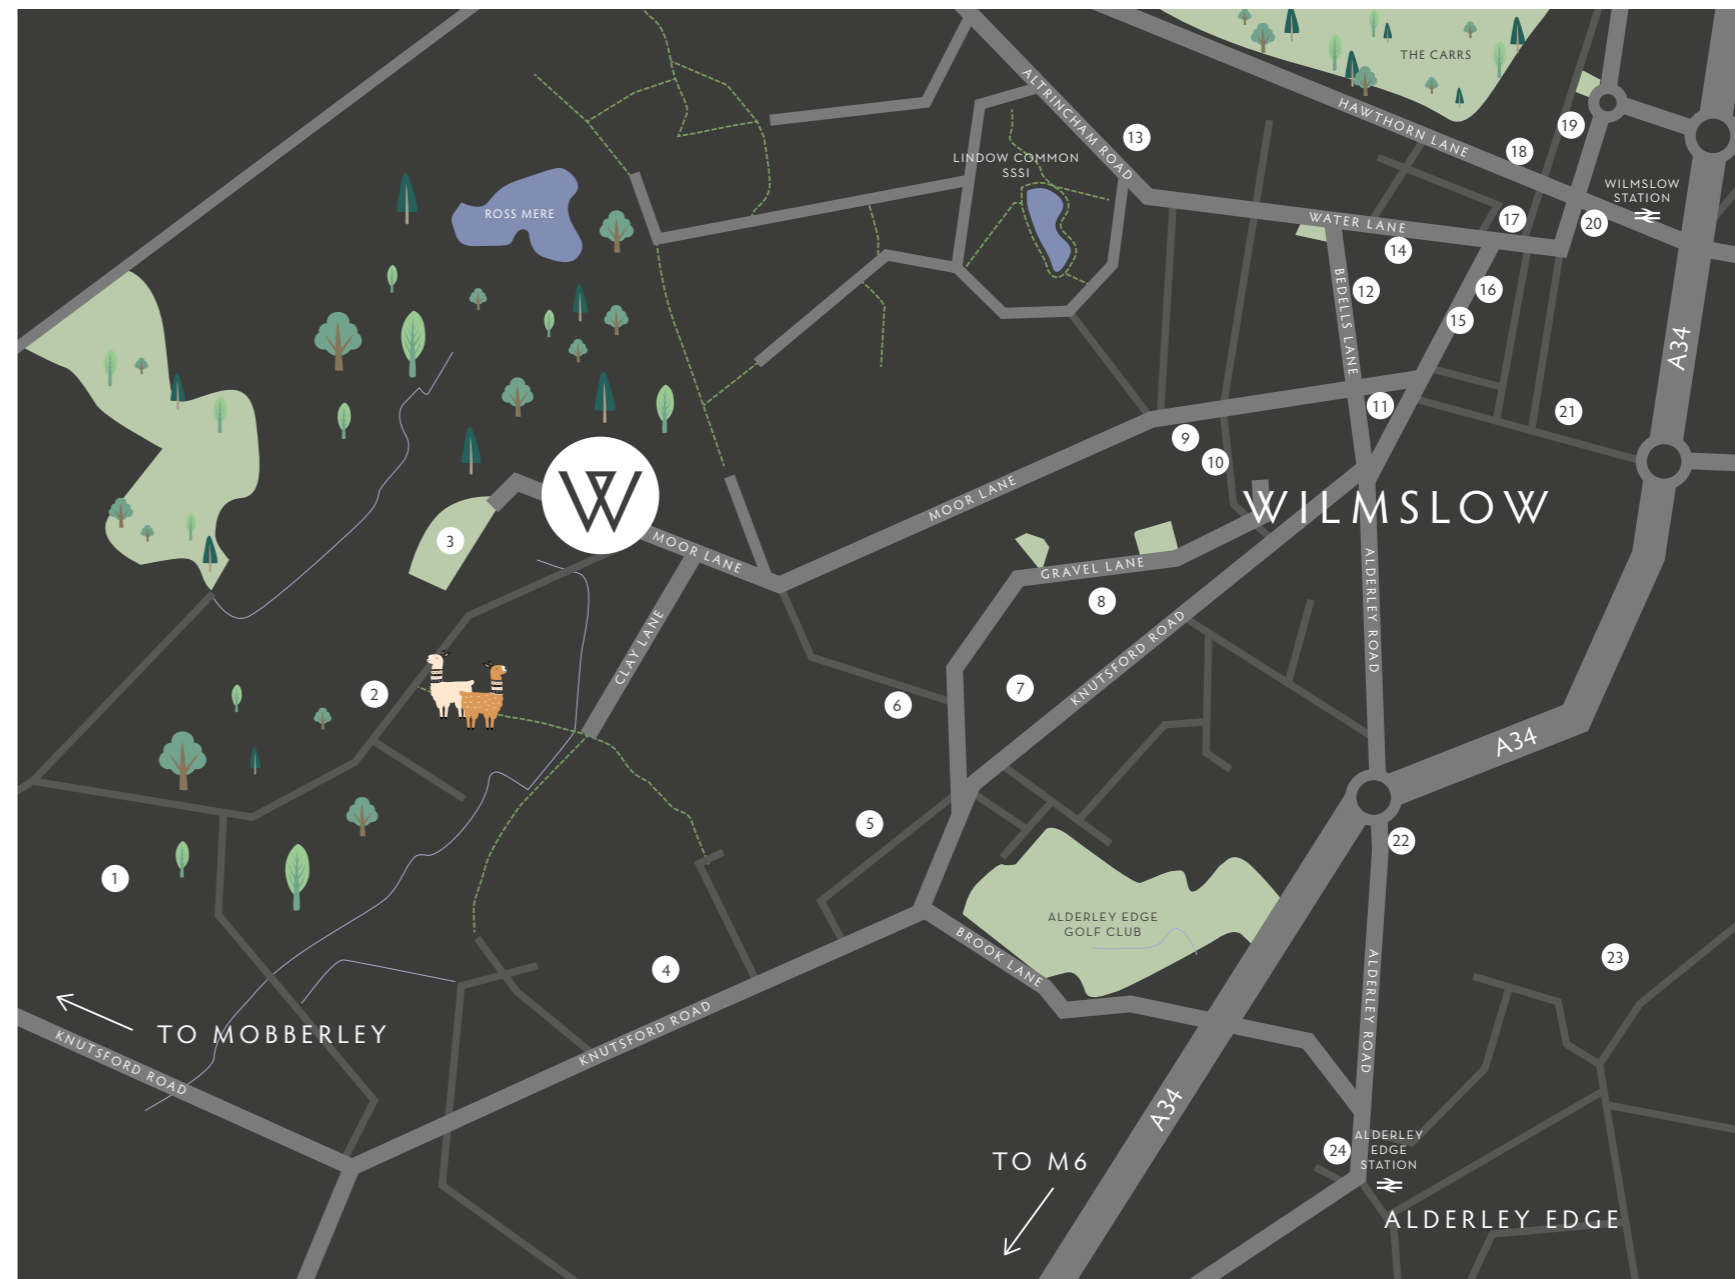 THE CARRS
ALTRINCHAM ROAD
HAWTHORN LANE
13
19
18
LINDOW COMMON
SSSI
WILMSLOW
STATION
ROSS MERE
WATER LANE
17
20
14
BEDELLS LANE
12
16
15
A34
11
21
9
10
W
MOOR LANE
WILMSLOW
3
MOOR LANE
GRAVEL LANE
8
ALDERLEY ROAD
CLAY LANE
KNUTSFORD ROAD
2
7
6
A34
5
22
1
ALDERLEY EDGE
GOLF CLUB
BROOK LANE
23
4
ALDERLEY ROAD
TO MOBBERLEY
KNUTSFORD ROAD
KNUTSFORD ROAD
A34
24
ALDERLEY
EDGE
STATION
TO M6
ALDERLEY EDGE